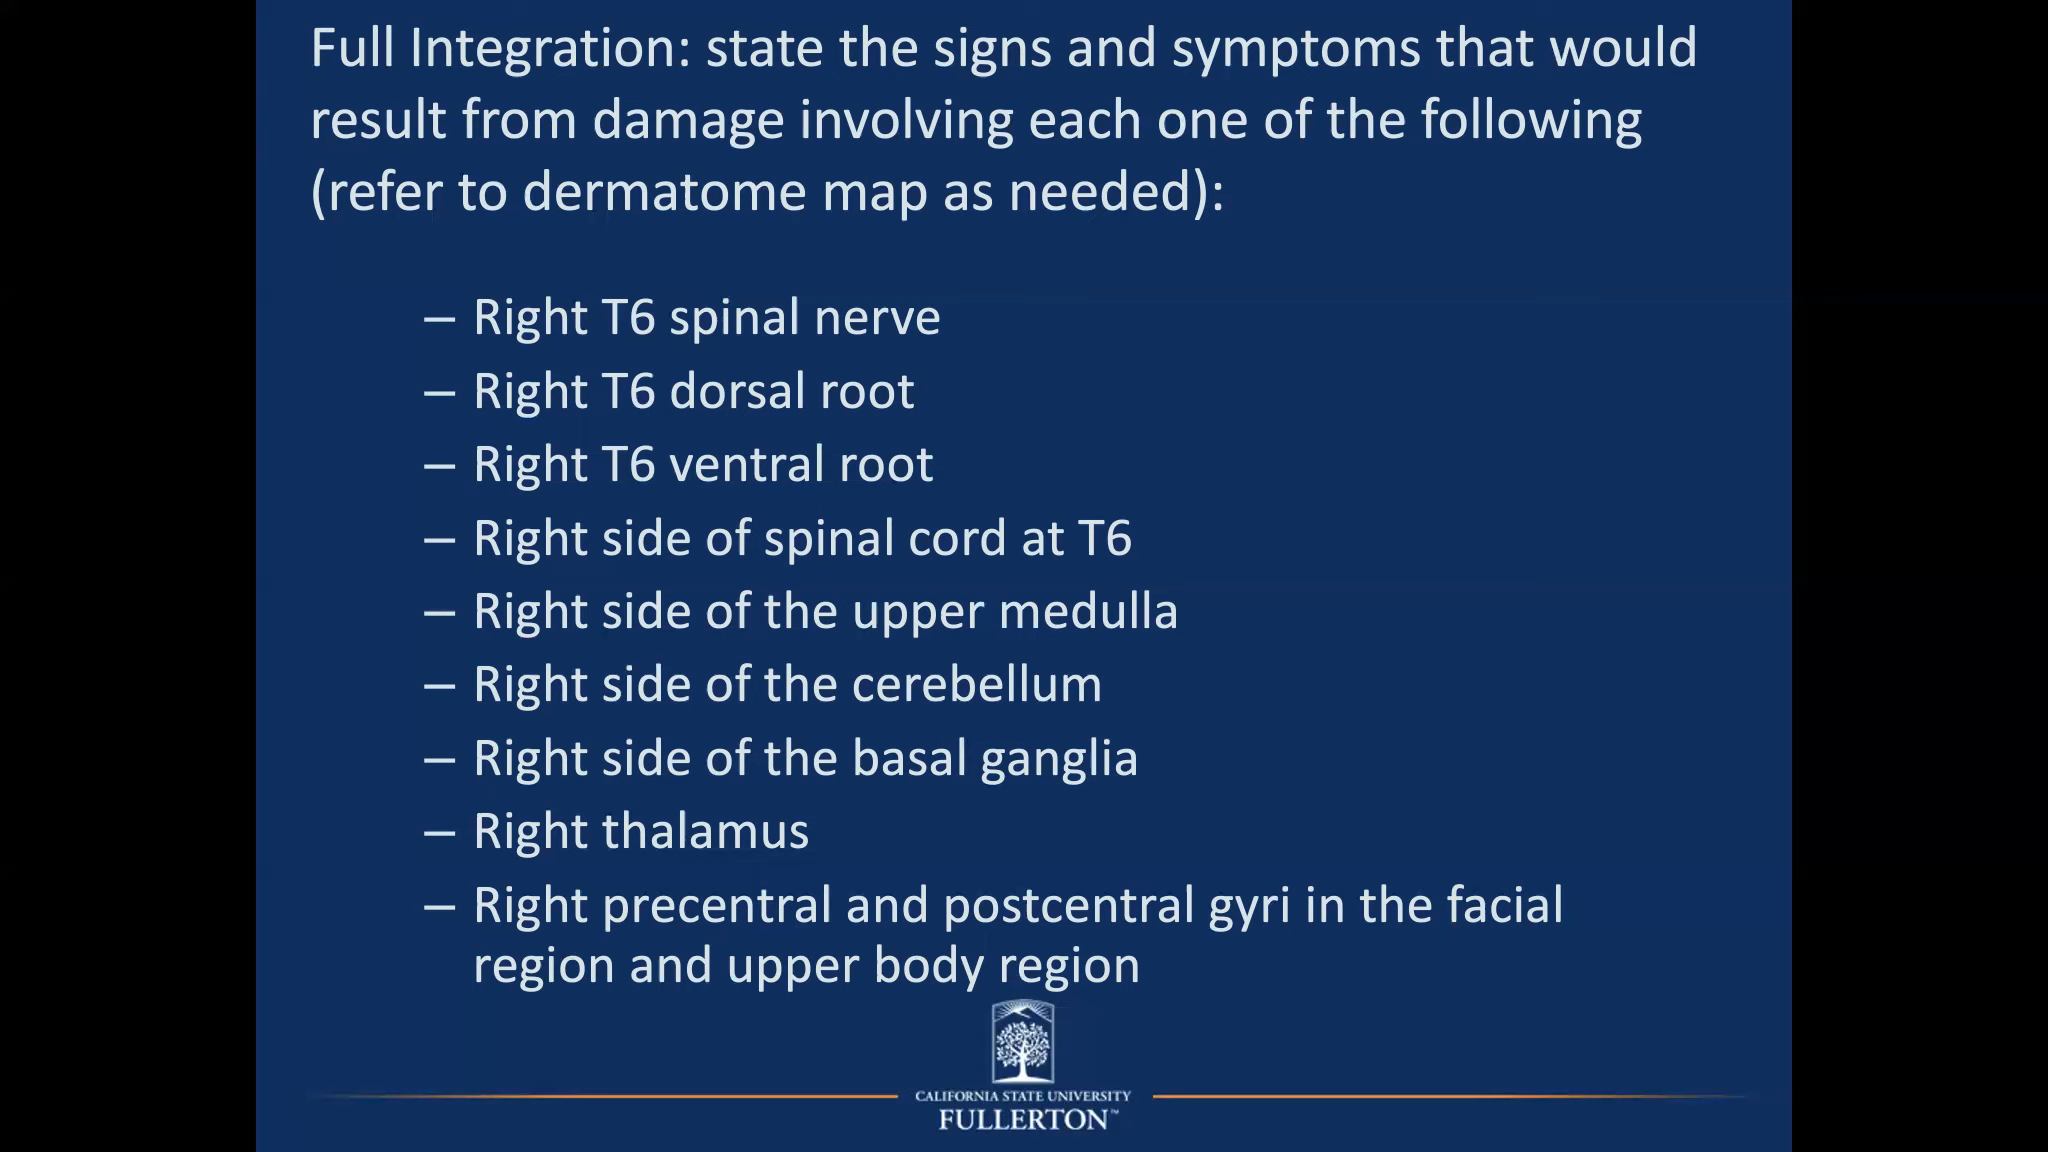 Full Integration: state the signs and symptoms that would
result from damage involving each one of the following
(refer to dermatome map as needed):
– Right T6 spinal nerve
– Right T6 dorsal root
– Right T6 ventral root
– Right side of spinal cord at T6
– Right side of the upper medulla
– Right side of the cerebellum
– Right side of the basal ganglia
– Right thalamus
– Right precentral and postcentral gyri in the facial
region and upper body region
CALIFORNIA STATE UNIVERSITY
FULLERTON™